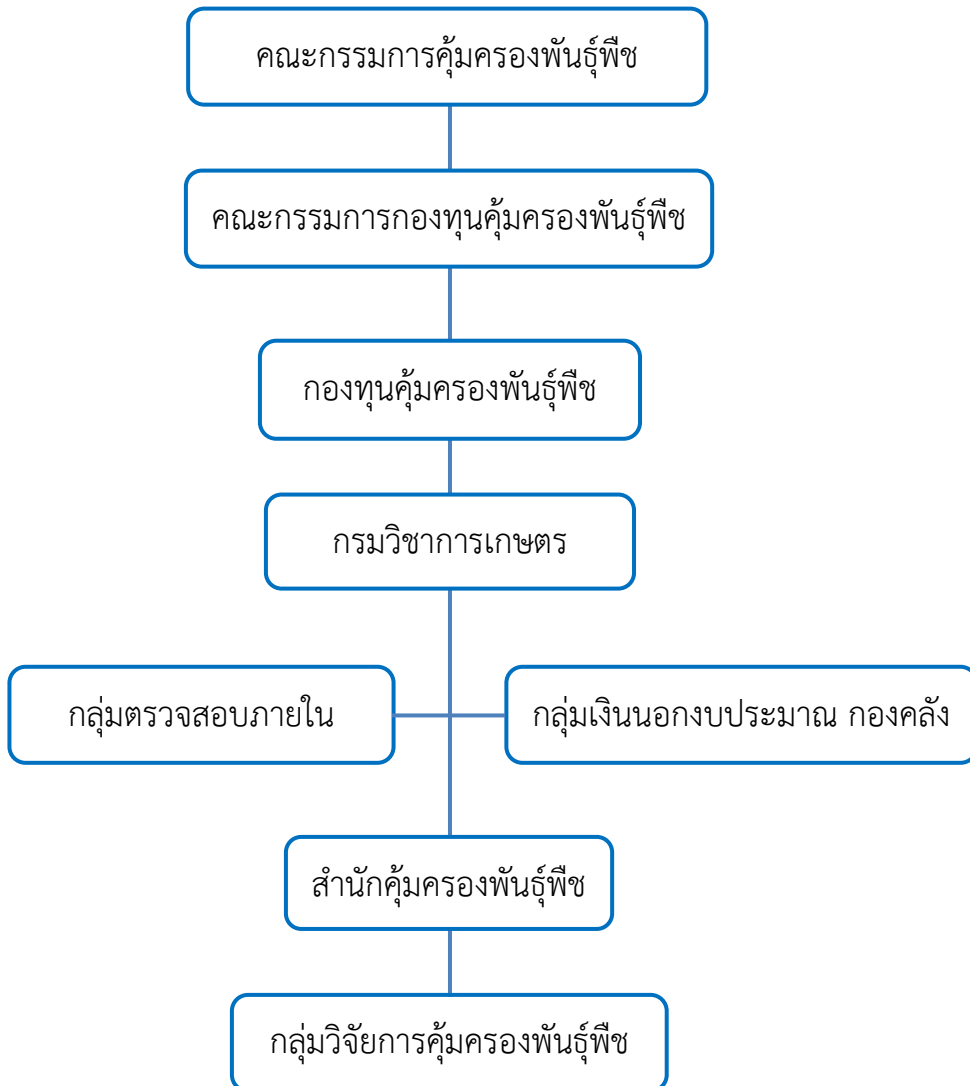 คณะกรรมการคุ้มครองพันธุ์พืช
คณะกรรมการกองทุนคุ้มครองพันธุ์พืช
กองทุนคุ้มครองพันธุ์พืช
กรมวิชาการเกษตร
กลุ่มตรวจสอบภายใน
กลุ่มเงินนอกงบประมาณ กองคลัง
สำนักคุ้มครองพันธุ์พืช
กลุ่มวิจัยการคุ้มครองพันธุ์พืช